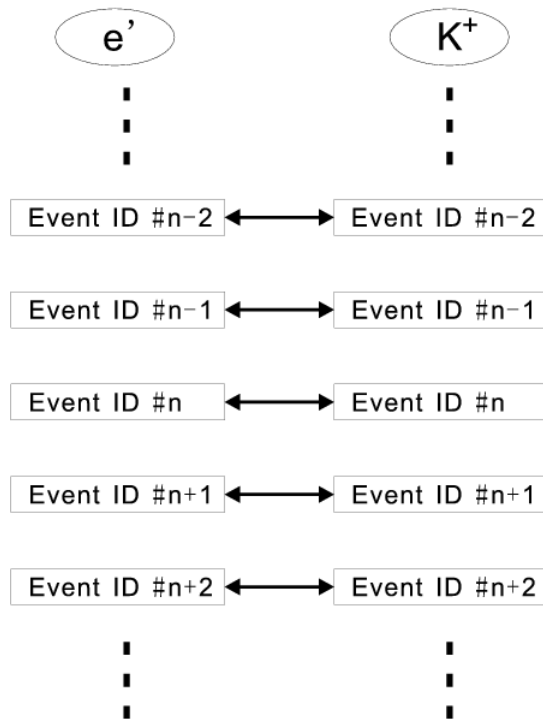 e’ K⁺
Event ID #n-2 Event ID #n-2
Event ID #n-1 Event ID #n-1
Event ID #n Event ID #n
Event ID #n+1 Event ID #n+1
Event ID #n+2 Event ID #n+2